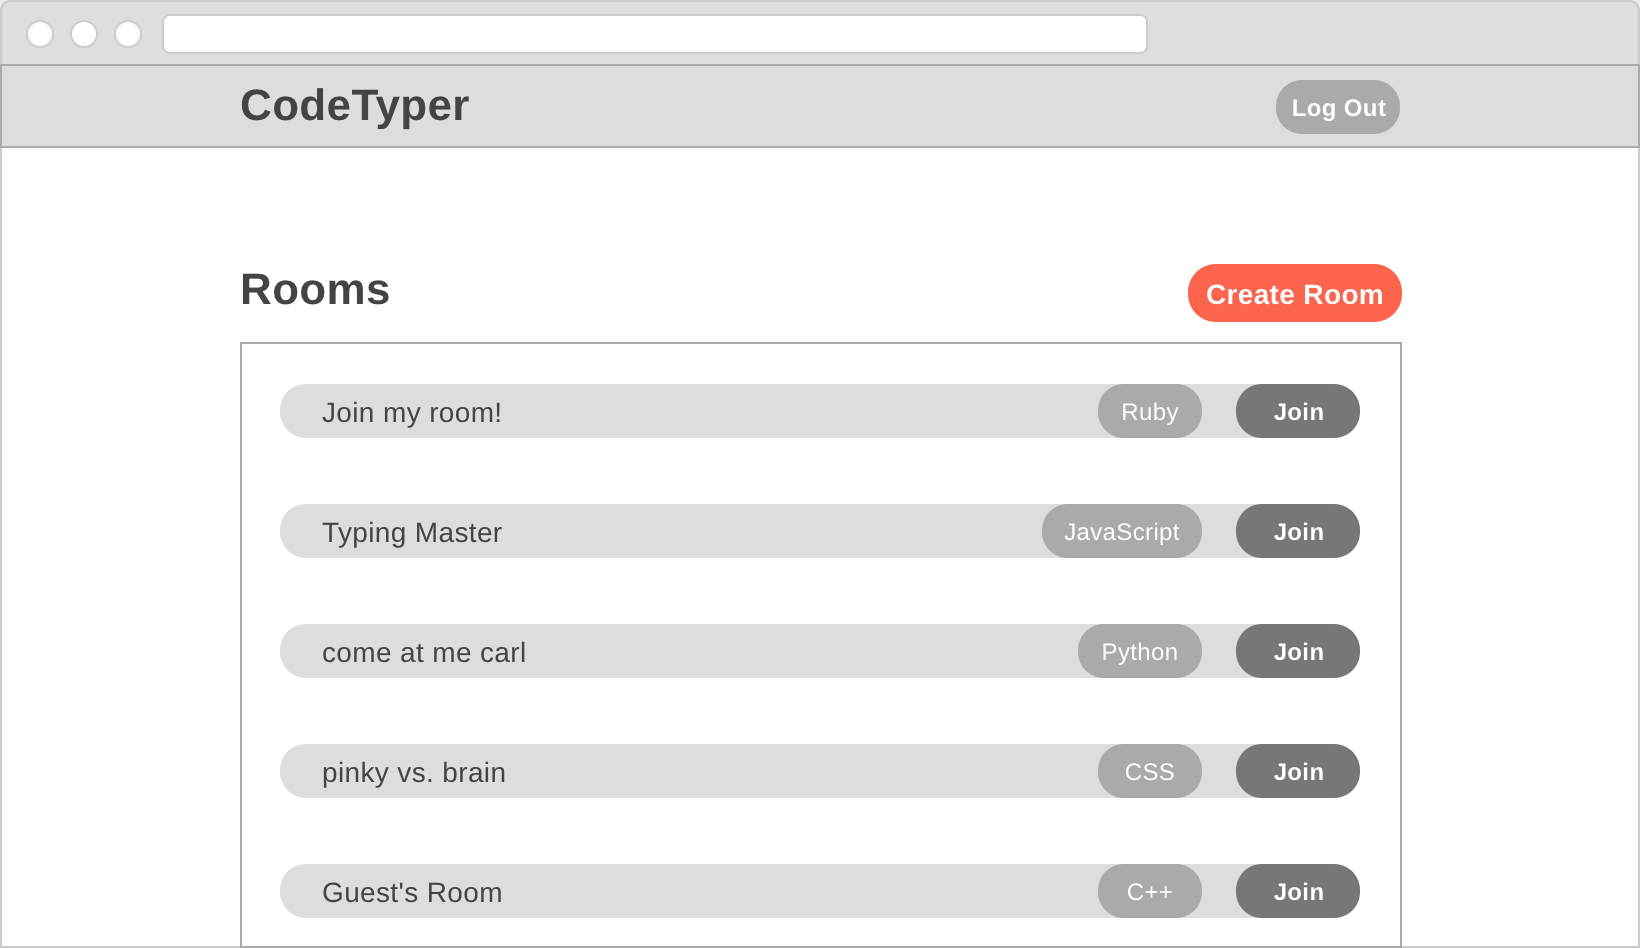 CodeTyper Log Out
Rooms Create Room
Join my room! Ruby Join
Typing Master JavaScript Join
come at me carl Python Join
pinky vs. brain CSS Join
Guest's Room C++ Join